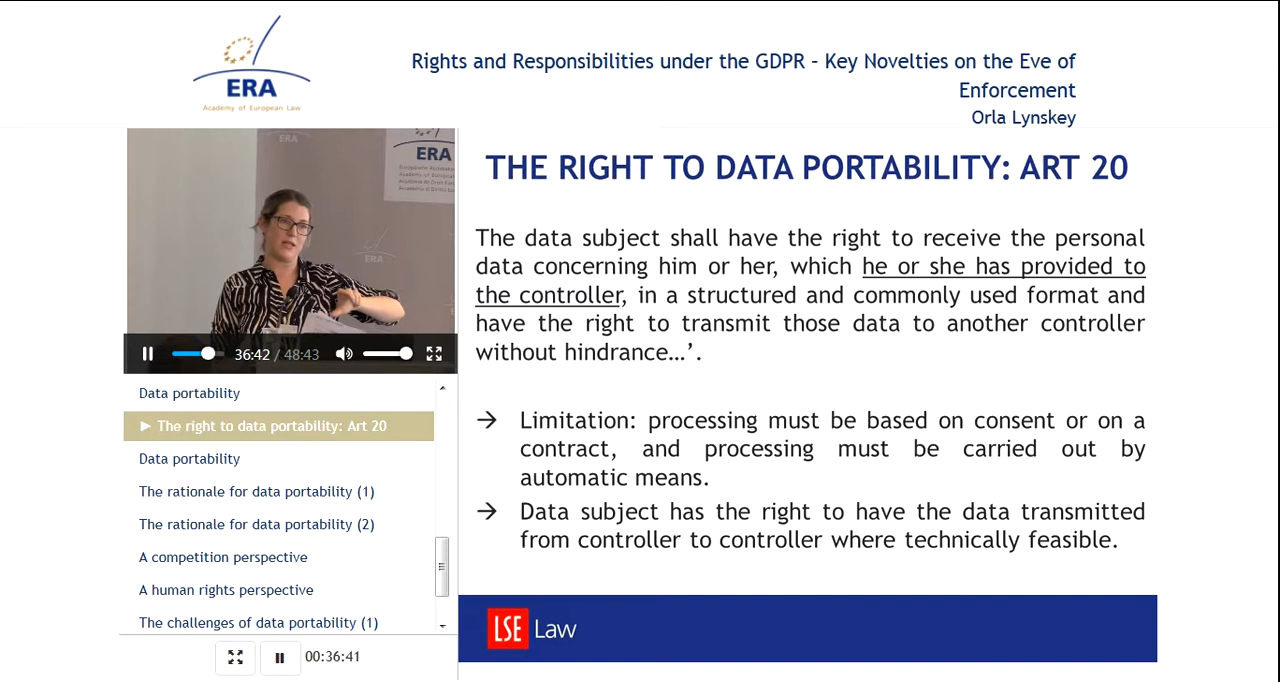 ERA
Academy of European Law
Rights and Responsibilities under the GDPR – Key Novelties on the Eve of
Enforcement
Orla Lynskey
ERA
ERA
ERA
36:42 / 48:43
Data portability
► The right to data portability: Art 20
Data portability
The rationale for data portability (1)
The rationale for data portability (2)
A competition perspective
A human rights perspective
The challenges of data portability (1)
00:36:41
THE RIGHT TO DATA PORTABILITY: ART 20
The data subject shall have the right to receive the personal
data concerning him or her, which he or she has provided to
the controller, in a structured and commonly used format and
have the right to transmit those data to another controller
without hindrance…’.
→ Limitation: processing must be based on consent or on a
contract, and processing must be carried out by
automatic means.
→ Data subject has the right to have the data transmitted
from controller to controller where technically feasible.
LSE Law